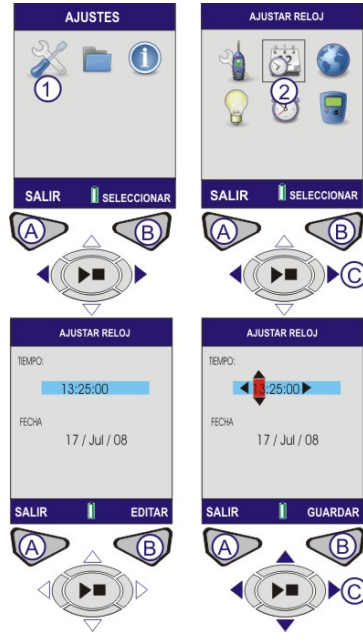 AJUSTES
1
SALIR SELECCIONAR
A B
AJUSTAR RELOJ
2
SALIR SELECCIONAR
A B
C
AJUSTAR RELOJ
TIEMPO:
13:25:00
FECHA
17 / Jul / 08
SALIR EDITAR
A B
AJUSTAR RELOJ
TIEMPO:
13:25:00
FECHA
17 / Jul / 08
SALIR GUARDAR
A B
C